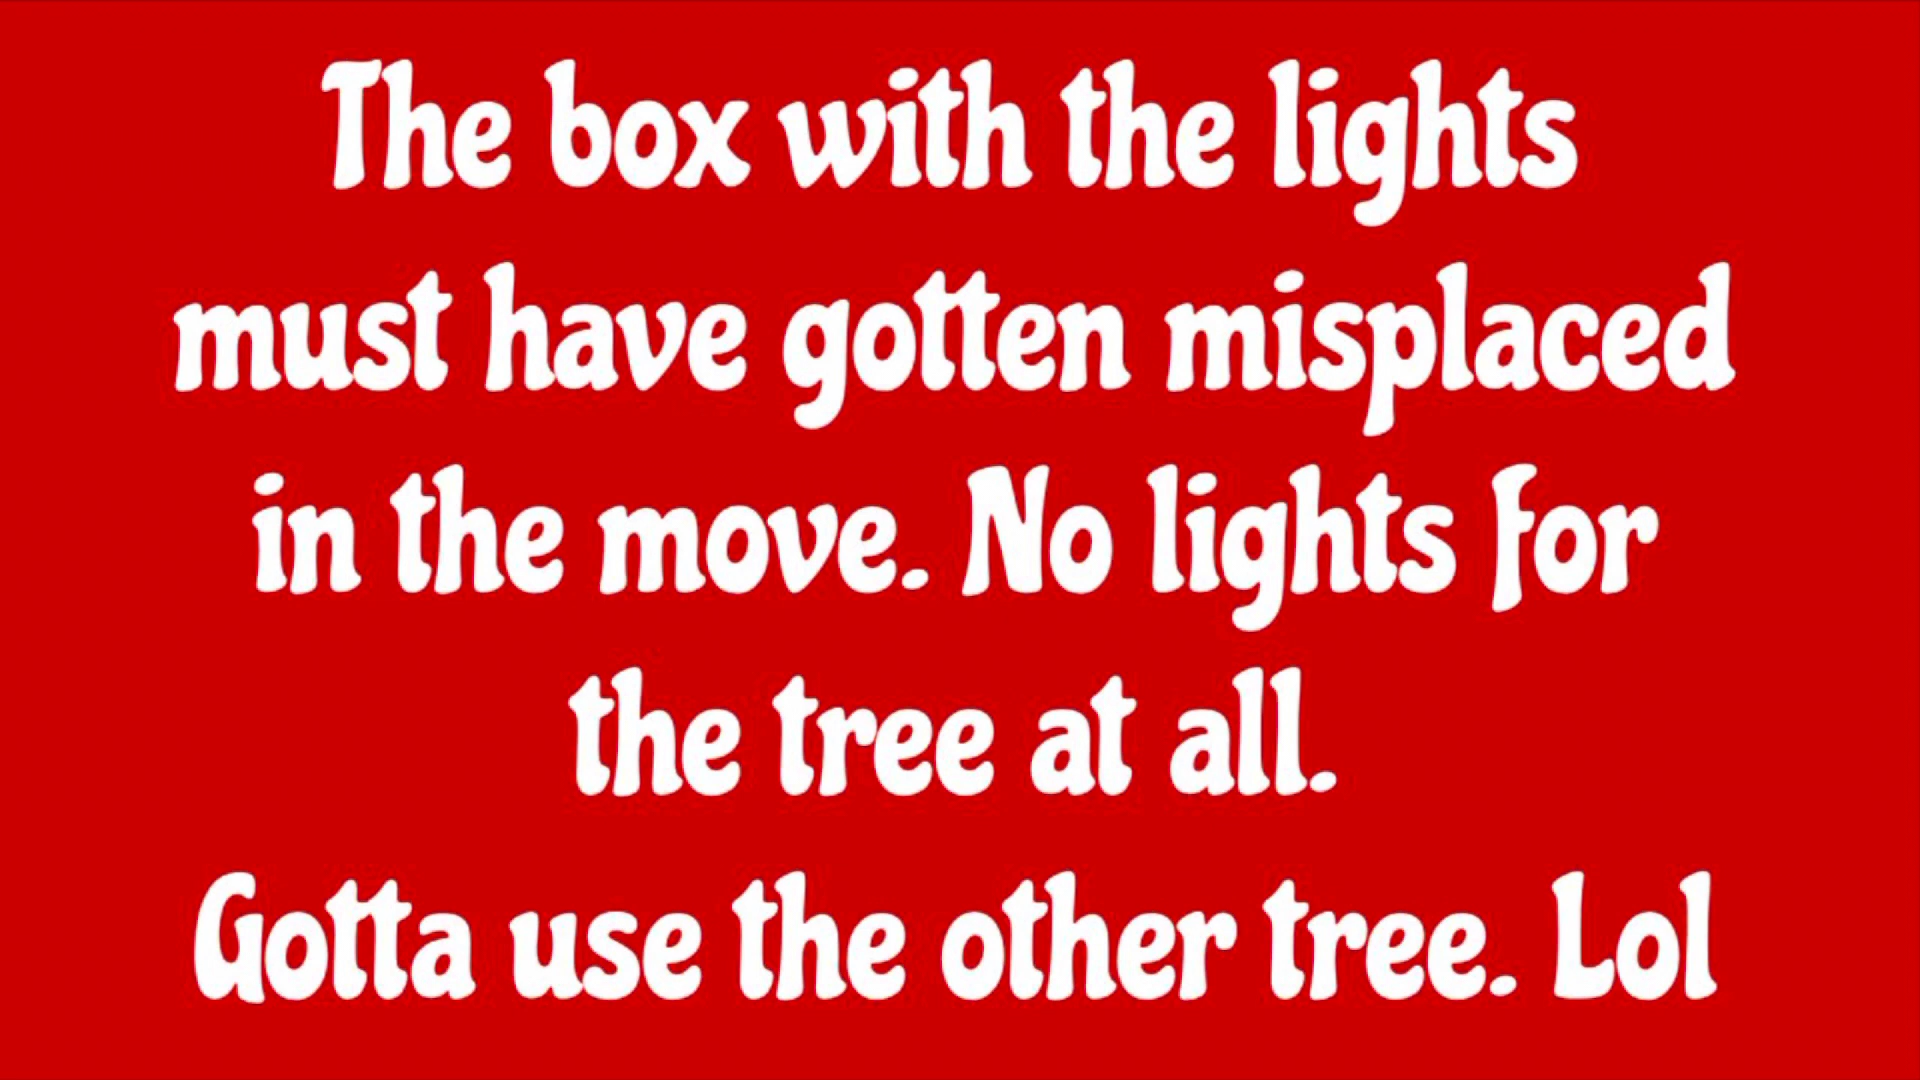 The box with the lights
must have gotten misplaced
in the move. No lights for
the tree at all.
Gotta use the other tree. Lol